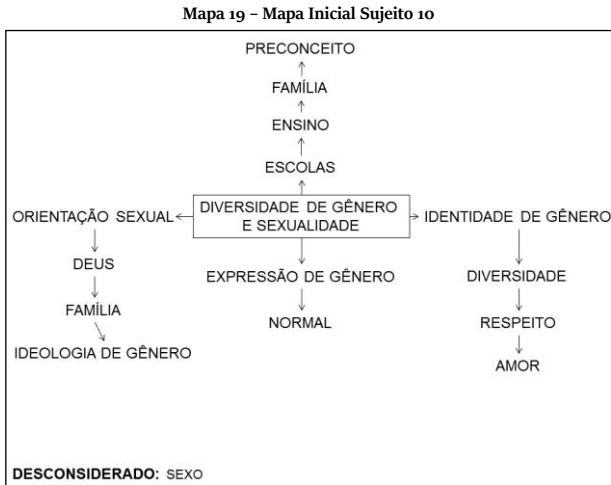 Mapa 19 – Mapa Inicial Sujeito 10
PRECONCEITO
FAMÍLIA
ENSINO
ESCOLAS
ORIENTAÇÃO SEXUAL
DIVERSIDADE DE GÊNERO
E SEXUALIDADE
IDENTIDADE DE GÊNERO
DEUS
FAMÍLIA
IDEOLOGIA DE GÊNERO
EXPRESSÃO DE GÊNERO
NORMAL
DIVERSIDADE
RESPEITO
AMOR
DESCONSIDERADO: SEXO